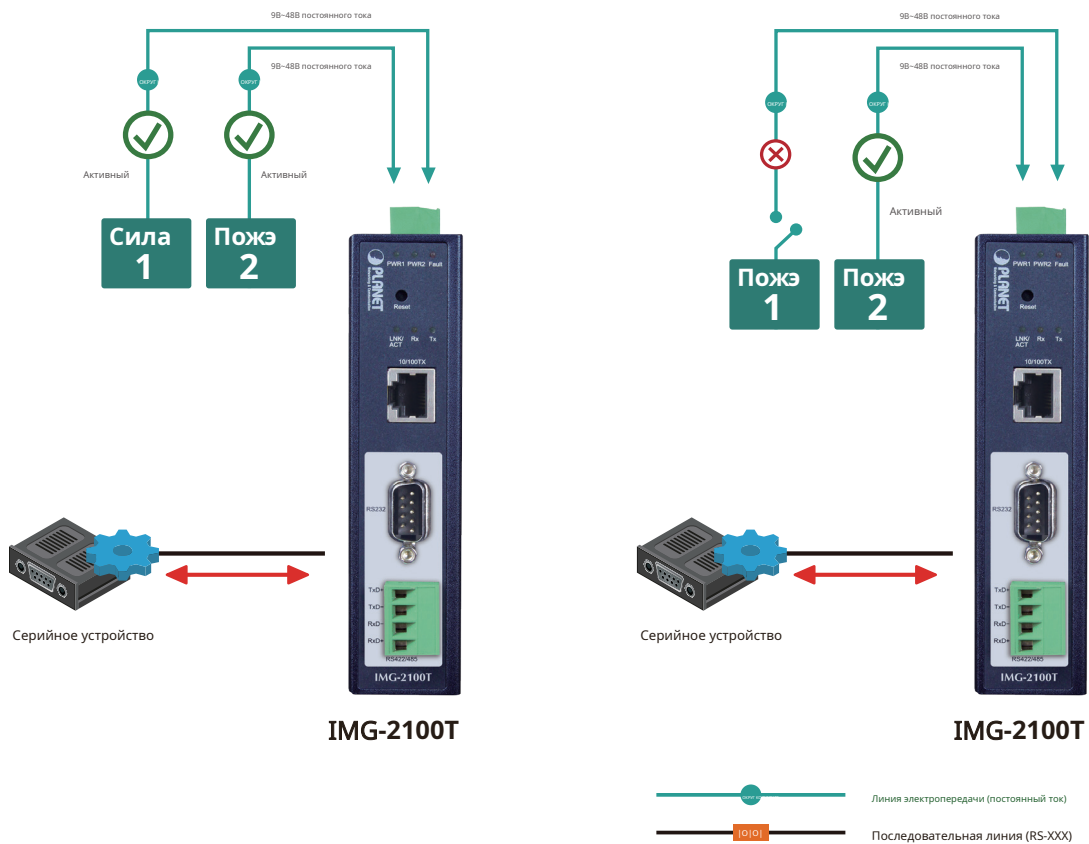 9В~48В постоянного тока
9В~48В постоянного тока
ОКРУГ
ОКРУГ
Активный
Активный
Сила
1
Пожэ
2
PLANET
PWR1 PWR2 Fault
Reset
LNK/
ACT
Rx
Tx
10/100TX
RS232
TxD+
TxD-
RxD-
RxD+
RS422/485
IMG-2100T
Серийное устройство
IMG-2100T
9В~48В постоянного тока
9В~48В постоянного тока
ОКРУГ
ОКРУГ
Активный
Пожэ
1
Пожэ
2
PLANET
PWR1 PWR2 Fault
Reset
LNK/
ACT
Rx
Tx
10/100TX
RS232
TxD+
TxD-
RxD-
RxD+
RS422/485
IMG-2100T
Серийное устройство
IMG-2100T
Линия электропередачи (постоянный ток)
|O|O|
Последовательная линия (RS-XXX)